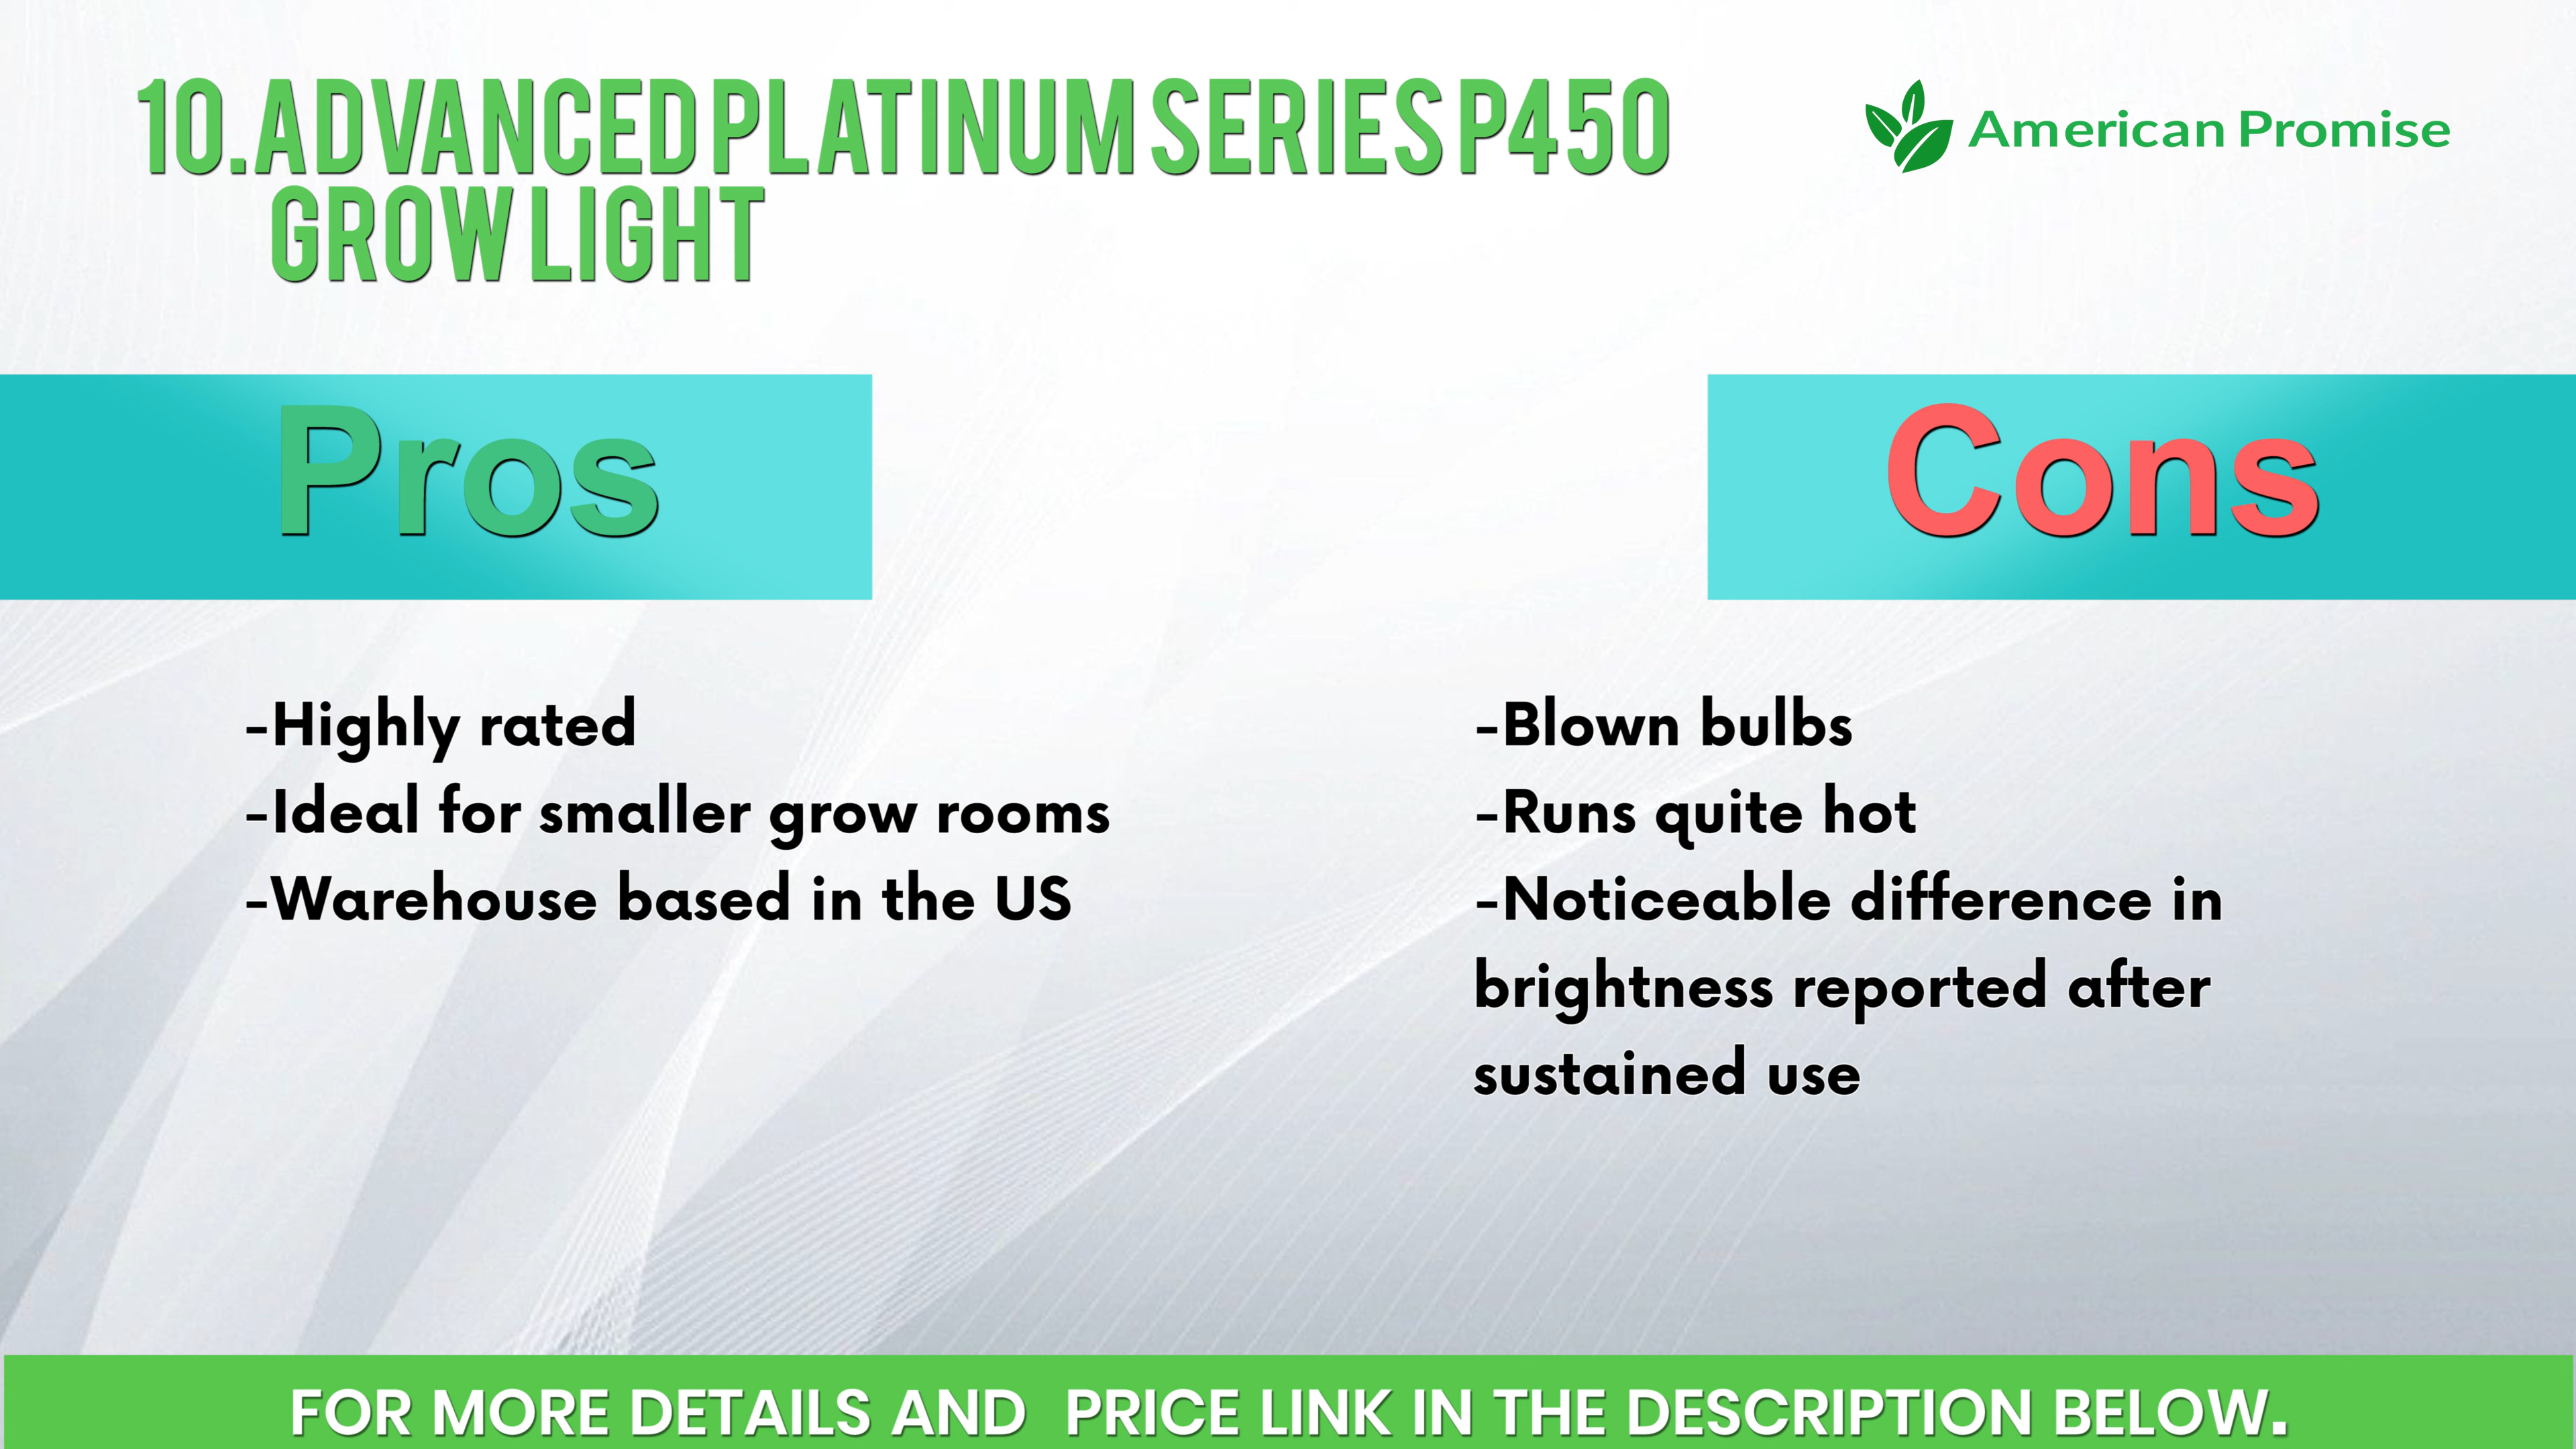 10. ADVANCED PLATINUM SERIES P450
GROW LIGHT
American Promise
Pros
-Highly rated
-Ideal for smaller grow rooms
-Warehouse based in the US
Cons
-Blown bulbs
-Runs quite hot
-Noticeable difference in
brightness reported after
sustained use
FOR MORE DETAILS AND PRICE LINK IN THE DESCRIPTION BELOW.